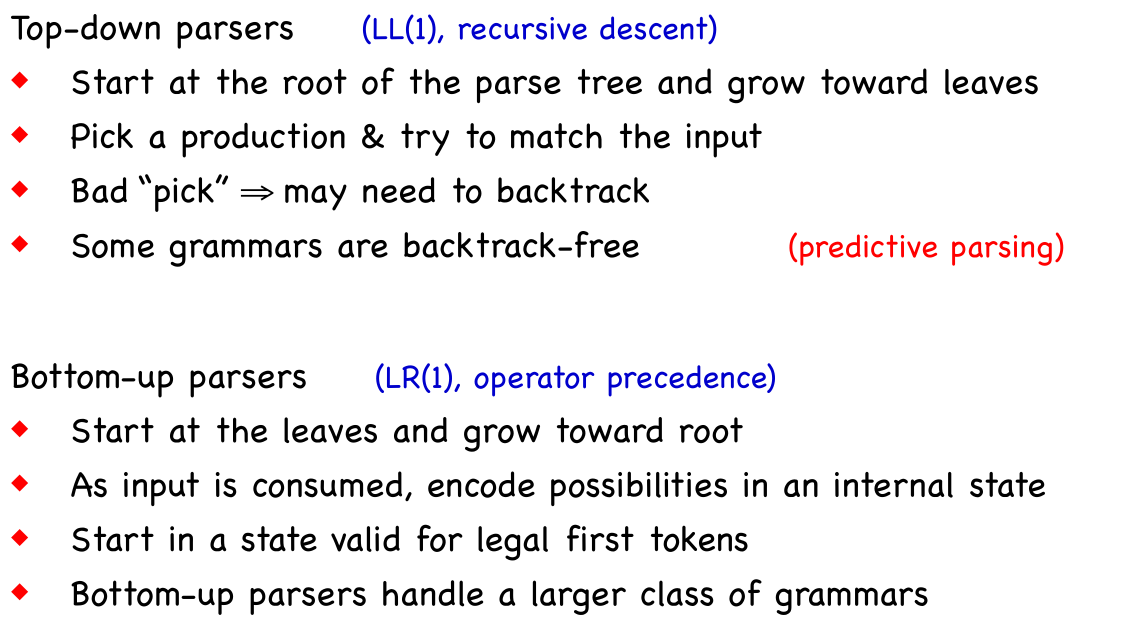 Top-down parsers (LL(1), recursive descent)
◆ Start at the root of the parse tree and grow toward leaves
◆ Pick a production & try to match the input
◆ Bad “pick” ⇒ may need to backtrack
◆ Some grammars are backtrack-free (predictive parsing)
Bottom-up parsers (LR(1), operator precedence)
◆ Start at the leaves and grow toward root
◆ As input is consumed, encode possibilities in an internal state
◆ Start in a state valid for legal first tokens
◆ Bottom-up parsers handle a larger class of grammars